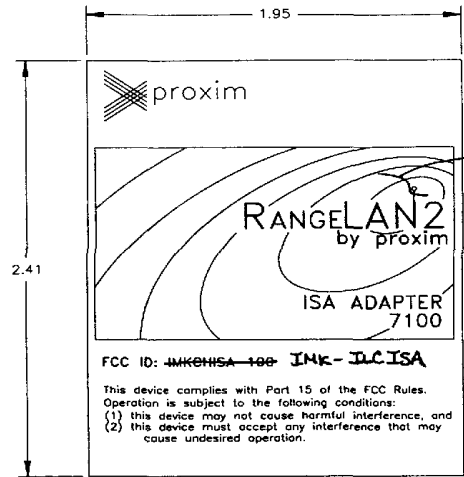 1.95
proxim
2.41
RANGELAN2
by proxim
ISA ADAPTER
7100
FCC ID: IMKCHISA 100 IMK-ILCISA
This device complies with Part 15 of the FCC Rules.
Operation is subject to the following conditions:
(1) this device may not cause harmful interference, and
(2) this device must accept any interference that may
cause undesired operation.